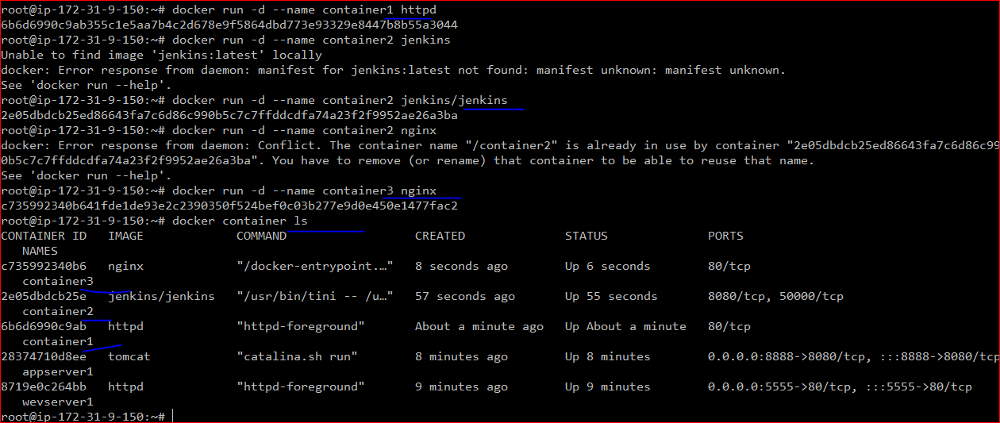 root@ip-172-31-9-150:~# docker run -d --name container1 httpd
6b6d6990c9ab355c1e5aa7b4c2d678e9f5864dbd773e93329e8447b8b55a3044
root@ip-172-31-9-150:~# docker run -d --name container2 jenkins
Unable to find image 'jenkins:latest' locally
docker: Error response from daemon: manifest for jenkins:latest not found: manifest unknown: manifest unknown.
See 'docker run --help'.
root@ip-172-31-9-150:~# docker run -d --name container2 jenkins/jenkins
2e05dbdcb25ed86643fa7c6d86c990b5c7c7ffddcdfa74a23f2f9952ae26a3ba
root@ip-172-31-9-150:~# docker run -d --name container2 nginx
docker: Error response from daemon: Conflict. The container name "/container2" is already in use by container "2e05dbdcb25ed86643fa7c6d86c99
0b5c7c7ffddcdfa74a23f2f9952ae26a3ba". You have to remove (or rename) that container to be able to reuse that name.
See 'docker run --help'.
root@ip-172-31-9-150:~# docker run -d --name container3 nginx
c735992340b641fde1de93e2c2390350f524bef0c03b277e9d0e450e1477fac2
root@ip-172-31-9-150:~# docker container ls
CONTAINER ID   IMAGE             COMMAND                  CREATED              STATUS              PORTS
   NAMES
c735992340b6   nginx             "/docker-entrypoint.…"   8 seconds ago        Up 6 seconds        80/tcp
   container3
2e05dbdcb25e   jenkins/jenkins   "/usr/bin/tini -- /u…"   57 seconds ago       Up 55 seconds       8080/tcp, 50000/tcp
   container2
6b6d6990c9ab   httpd             "httpd-foreground"       About a minute ago   Up About a minute   80/tcp
   container1
28374710d8ee   tomcat            "catalina.sh run"        8 minutes ago        Up 8 minutes        0.0.0.0:8888->8080/tcp, :::8888->8080/tcp
   appserver1
8719e0c264bb   httpd             "httpd-foreground"       9 minutes ago        Up 9 minutes        0.0.0.0:5555->80/tcp, :::5555->80/tcp
   wevserver1
root@ip-172-31-9-150:~#